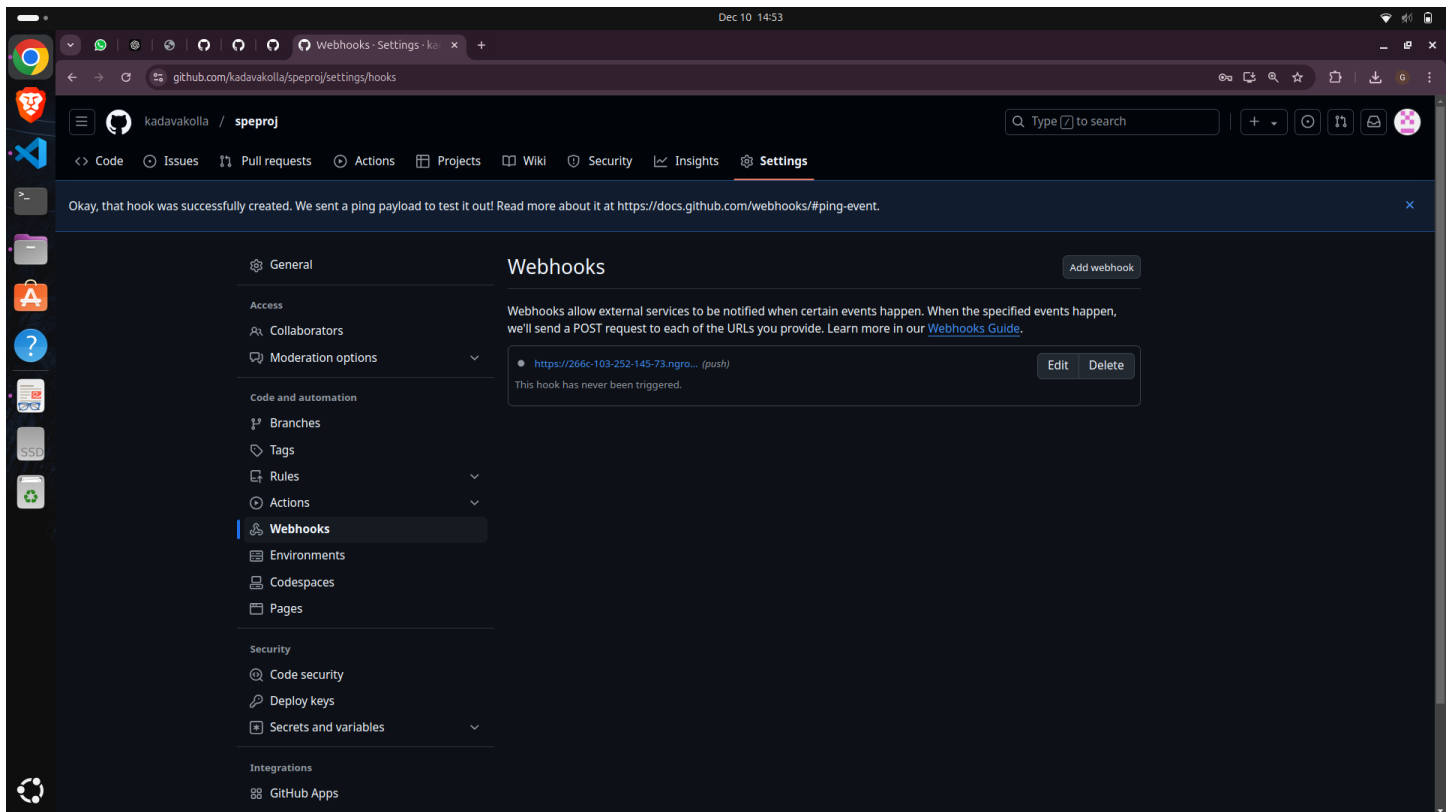 Dec 10 14:53
Webhooks · Settings · ka
github.com/kadavakolla/speproj/settings/hooks
G
kadavakolla / speproj
Type / to search
Code
Issues
Pull requests
Actions
Projects
Wiki
Security
Insights
Settings
Okay, that hook was successfully created. We sent a ping payload to test it out! Read more about it at https://docs.github.com/webhooks/#ping-event.
General
Access
Collaborators
Moderation options
Code and automation
Branches
Tags
Rules
Actions
Webhooks
Environments
Codespaces
Pages
Security
Code security
Deploy keys
Secrets and variables
Integrations
GitHub Apps
Webhooks
Add webhook
Webhooks allow external services to be notified when certain events happen. When the specified events happen,
we'll send a POST request to each of the URLs you provide. Learn more in our Webhooks Guide.
https://266c-103-252-145-73.ngro... (push)
Edit Delete
This hook has never been triggered.
SSD